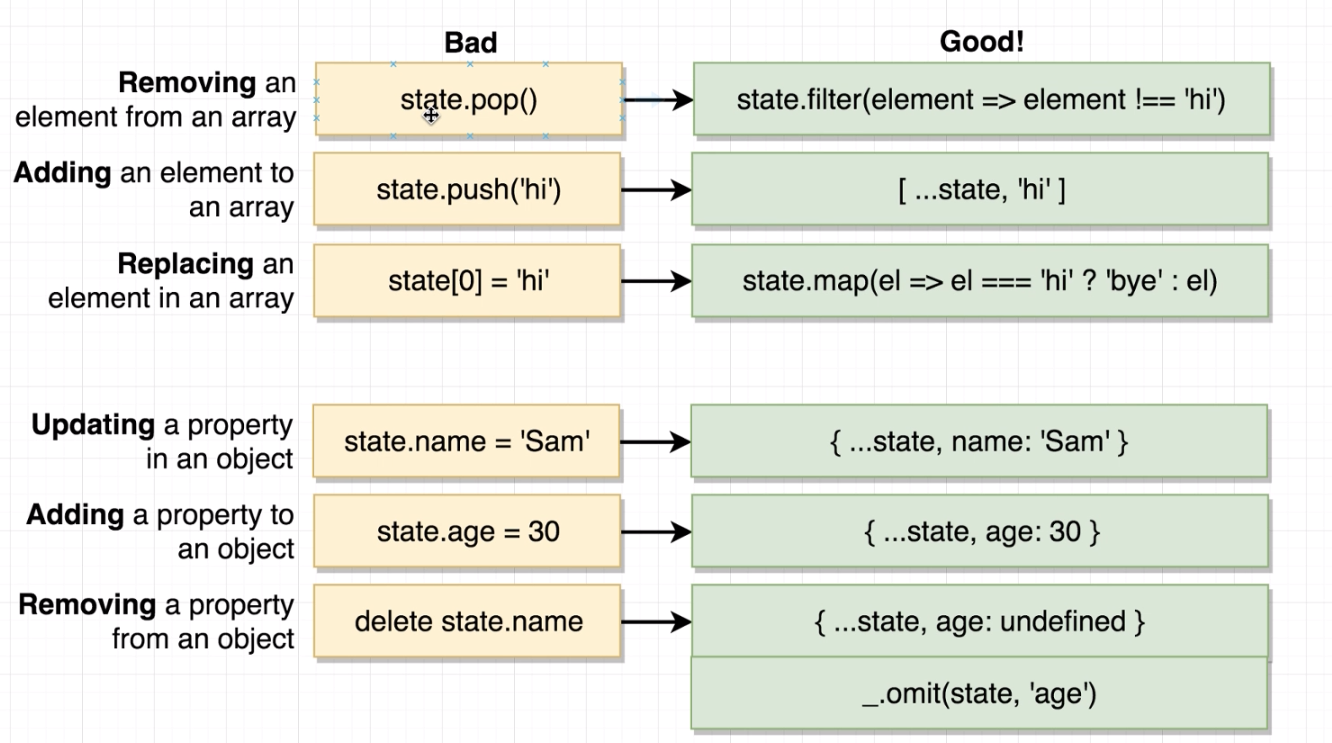 Bad
Good!
Removing an
element from an array
state.pop()
state.filter(element => element !== 'hi')
Adding an element to
an array
state.push('hi')
[ ...state, 'hi' ]
Replacing an
element in an array
state[0] = 'hi'
state.map(el => el === 'hi' ? 'bye' : el)
Updating a property
in an object
state.name = 'Sam'
{ ...state, name: 'Sam' }
Adding a property to
an object
state.age = 30
{ ...state, age: 30 }
Removing a property
from an object
delete state.name
{ ...state, age: undefined }
_.omit(state, 'age')